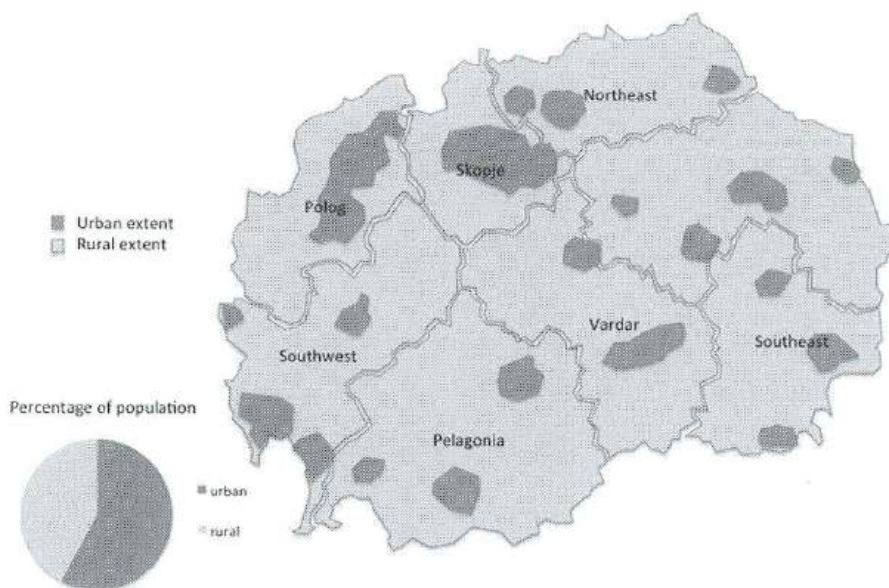 Northeast
Skopje
Polog
Urban extent
Rural extent
Vardar
Southwest
Southeast
Percentage of population
Pelagonia
urban
rural